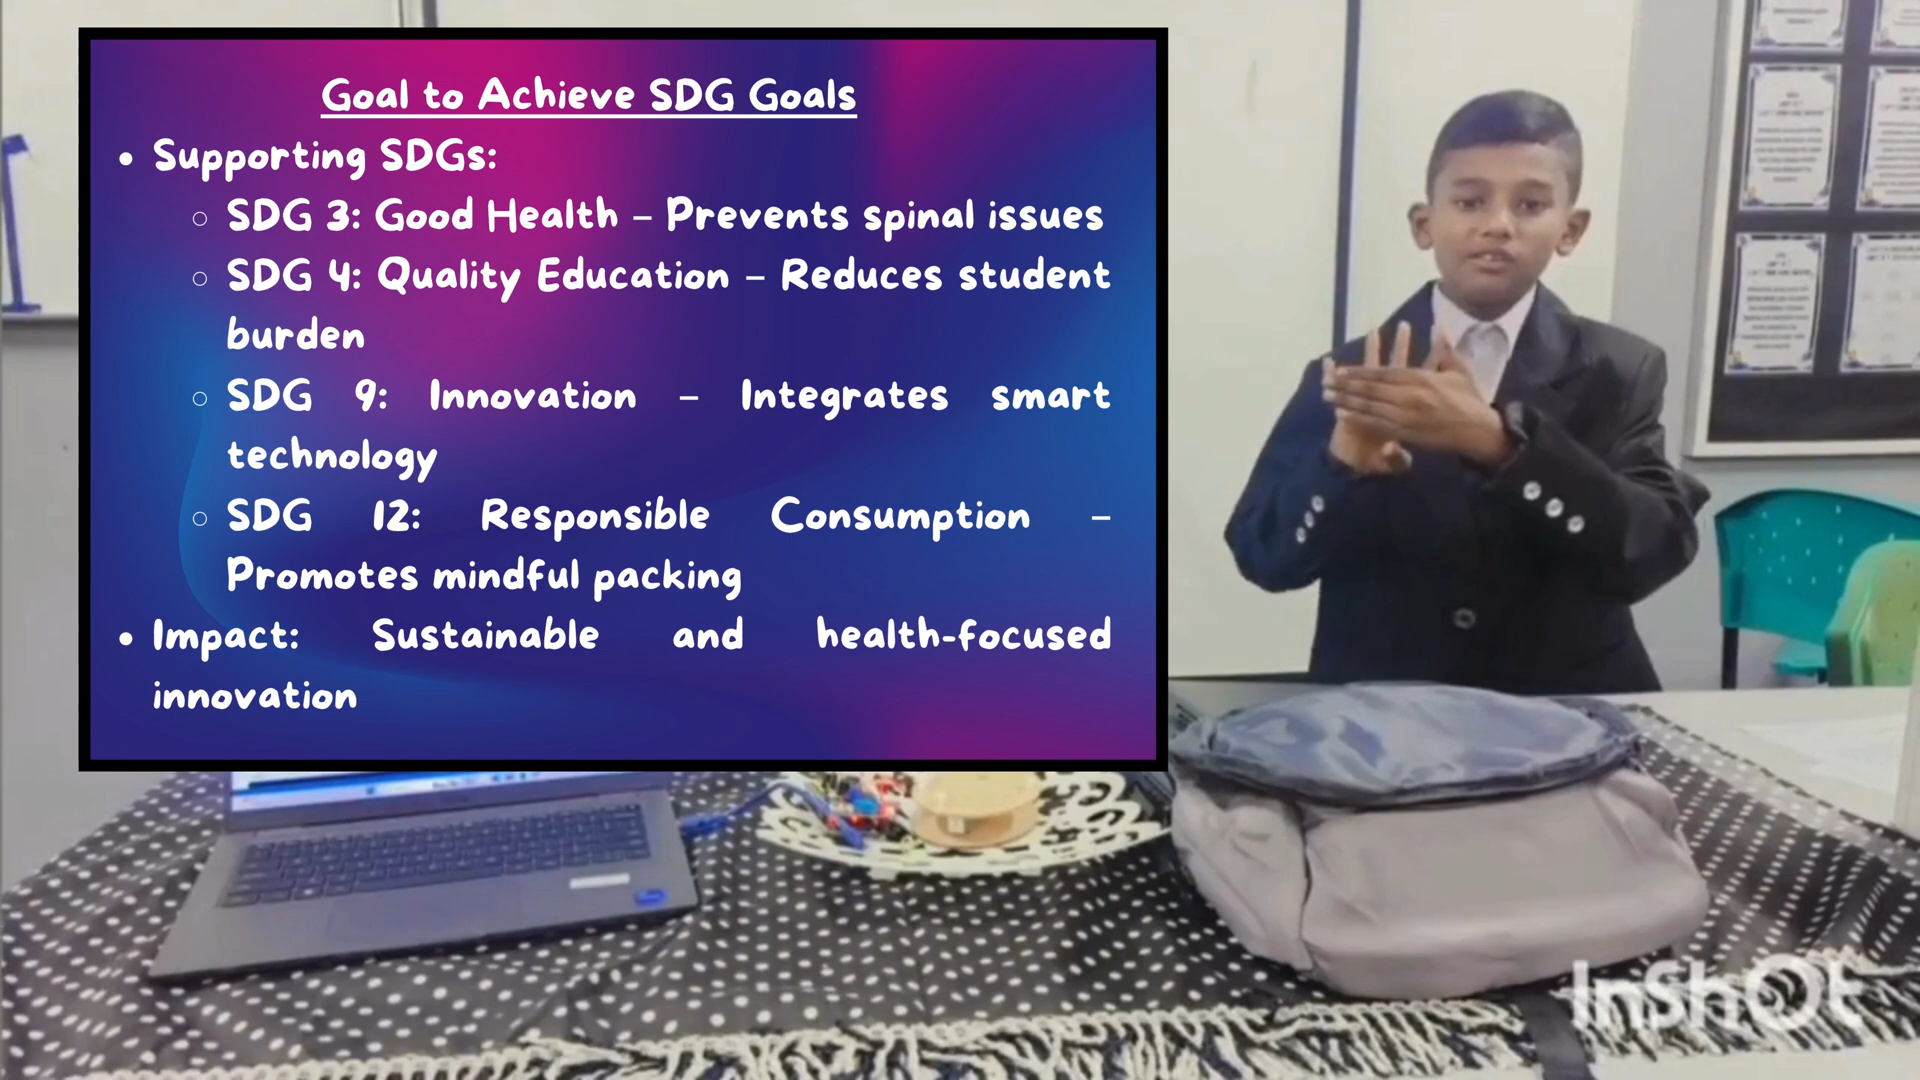 Goal to Achieve SDG Goals
• Supporting SDGs:
○ SDG 3: Good Health – Prevents spinal issues
○ SDG 4: Quality Education – Reduces student
burden
○ SDG 9: Innovation – Integrates smart
technology
○ SDG 12: Responsible Consumption –
Promotes mindful packing
• Impact: Sustainable and health-focused
innovation
InShOt